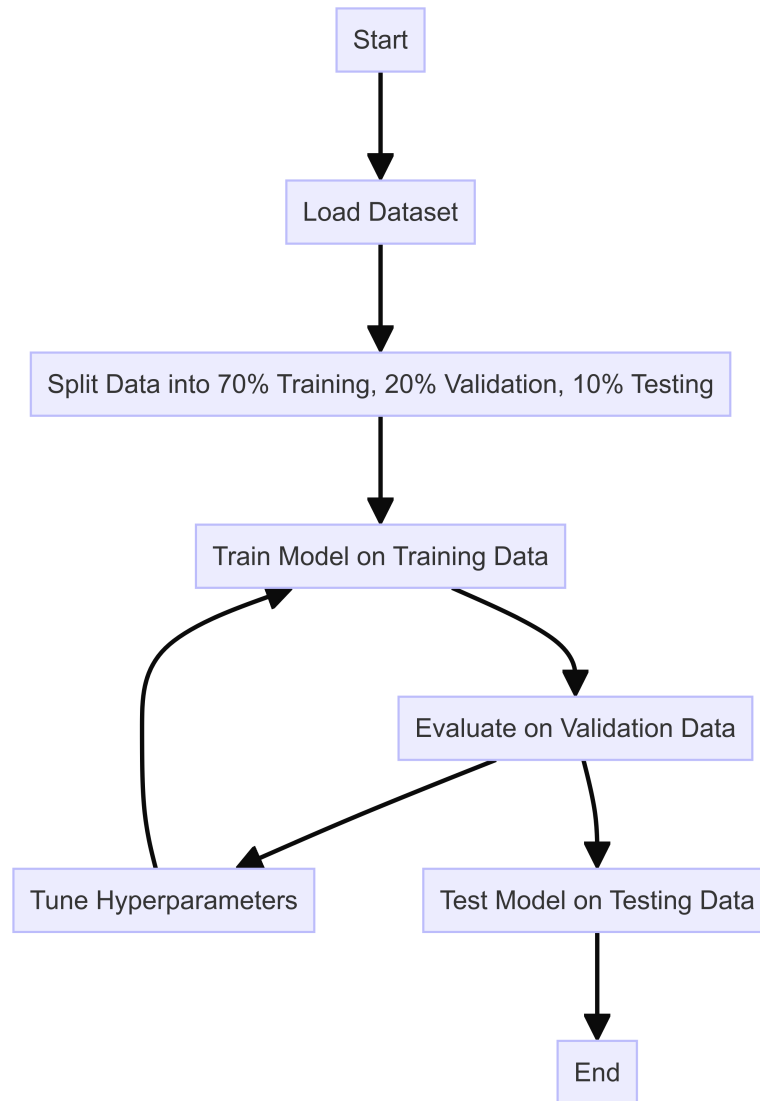 Start
Load Dataset
Split Data into 70% Training, 20% Validation, 10% Testing
Train Model on Training Data
Evaluate on Validation Data
Tune Hyperparameters
Test Model on Testing Data
End